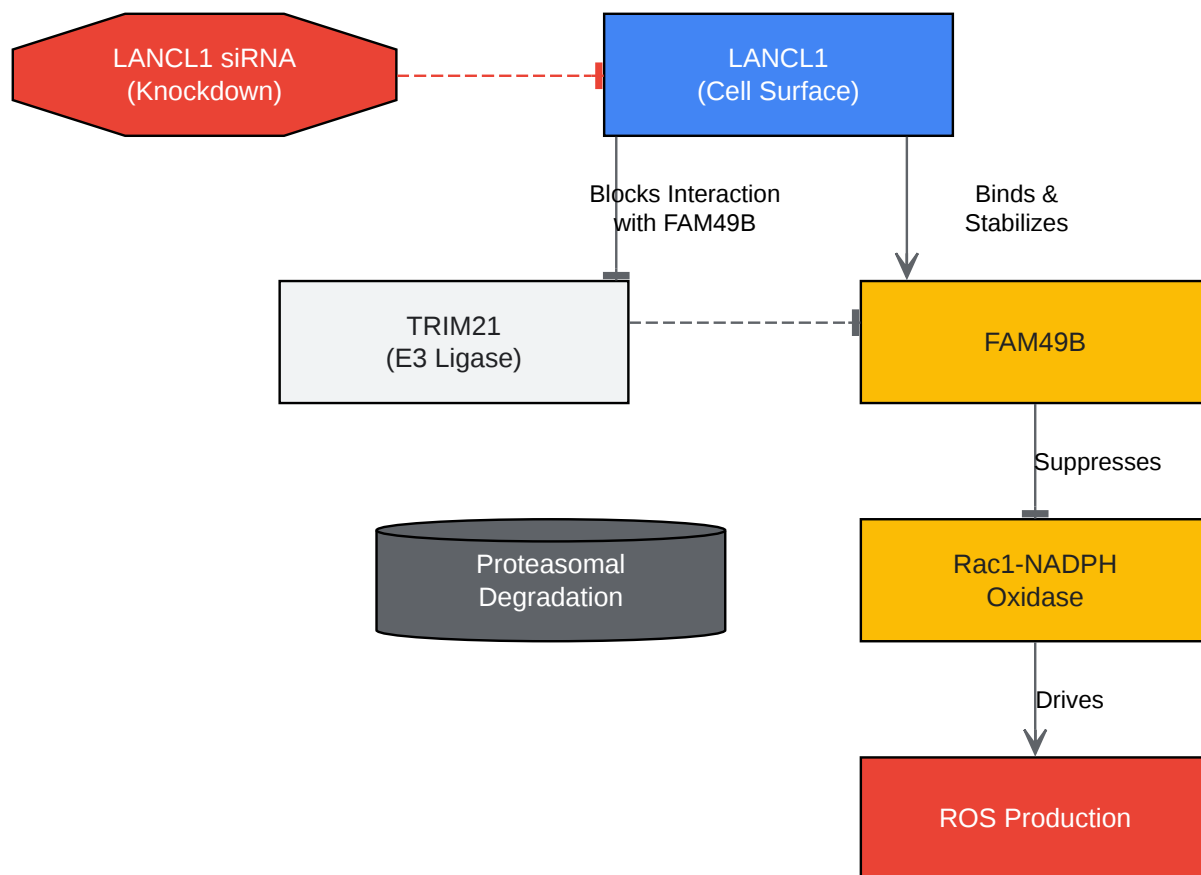 LANCL1 siRNA
(Knockdown)
LANCL1
(Cell Surface)
Blocks Interaction
with FAM49B
Binds &
Stabilizes
TRIM21
(E3 Ligase)
FAM49B
Suppresses
Proteasomal
Degradation
Rac1-NADPH
Oxidase
Drives
ROS Production